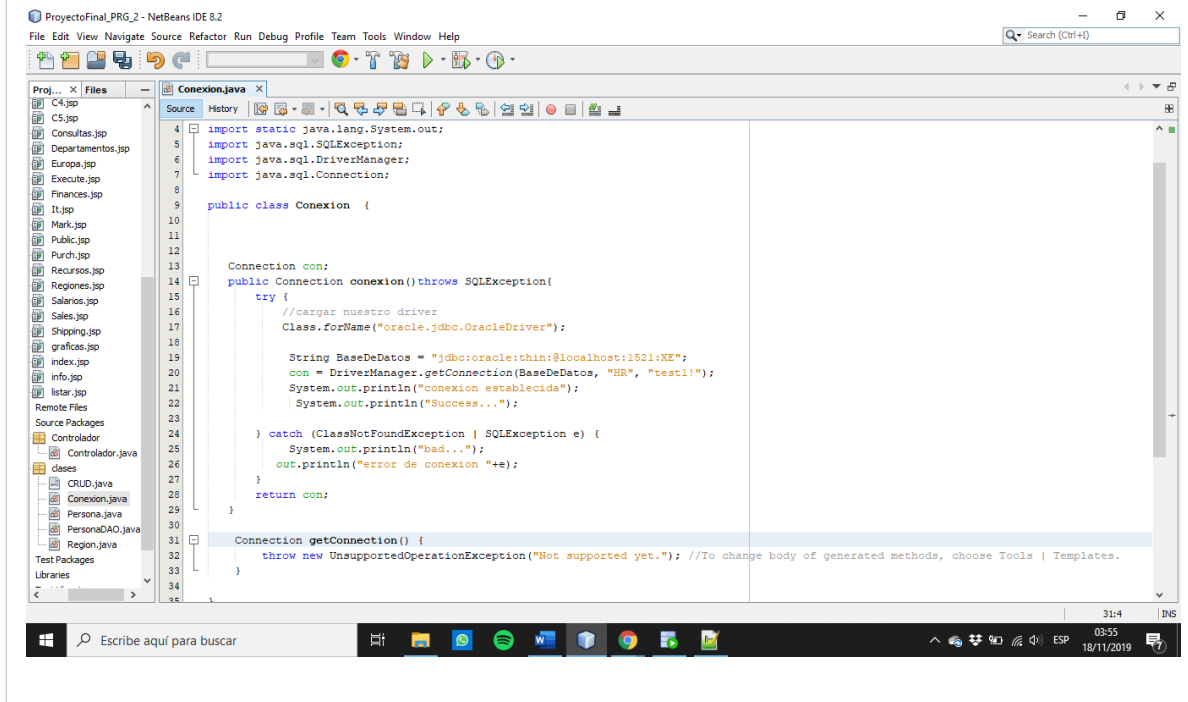 ProyectoFinal_PRG_2 - NetBeans IDE 8.2
File Edit View Navigate Source Refactor Run Debug Profile Team Tools Window Help
Search (Ctrl+I)
Proj... × Files
Conexion.java ×
Source History
C4.jsp
C5.jsp
Consultas.jsp
Departamentos.jsp
Europa.jsp
Execute.jsp
Finances.jsp
It.jsp
Mark.jsp
Public.jsp
Purch.jsp
Recursos.jsp
Regiones.jsp
Salarios.jsp
Sales.jsp
Shipping.jsp
graficas.jsp
index.jsp
info.jsp
listar.jsp
Remote Files
Source Packages
Controlador
Controlador.java
clases
CRUD.java
Conexion.java
Persona.java
PersonaDAO.java
Region.java
Test Packages
Libraries
4 import static java.lang.System.out;
5 import java.sql.SQLException;
6 import java.sql.DriverManager;
7 import java.sql.Connection;
8
9 public class Conexion {
10
11
12
13 Connection con;
14 public Connection conexion()throws SQLException{
15 try {
16 //cargar nuestro driver
17 Class.forName("oracle.jdbc.OracleDriver");
18
19 String BaseDeDatos = "jdbc:oracle:thin:@localhost:1521:XE";
20 con = DriverManager.getConnection(BaseDeDatos, "HR", "test1!");
21 System.out.println("conexion establecida");
22 System.out.println("Success...");
23
24 } catch (ClassNotFoundException | SQLException e) {
25 System.out.println("bad...");
26 out.println("error de conexion "+e);
27 }
28 return con;
29 }
30
31 Connection getConnection() {
32 throw new UnsupportedOperationException("Not supported yet."); //To change body of generated methods, choose Tools | Templates.
33 }
34
35 }
31:4 INS
Escribe aquí para buscar
ESP
03:55
18/11/2019
7